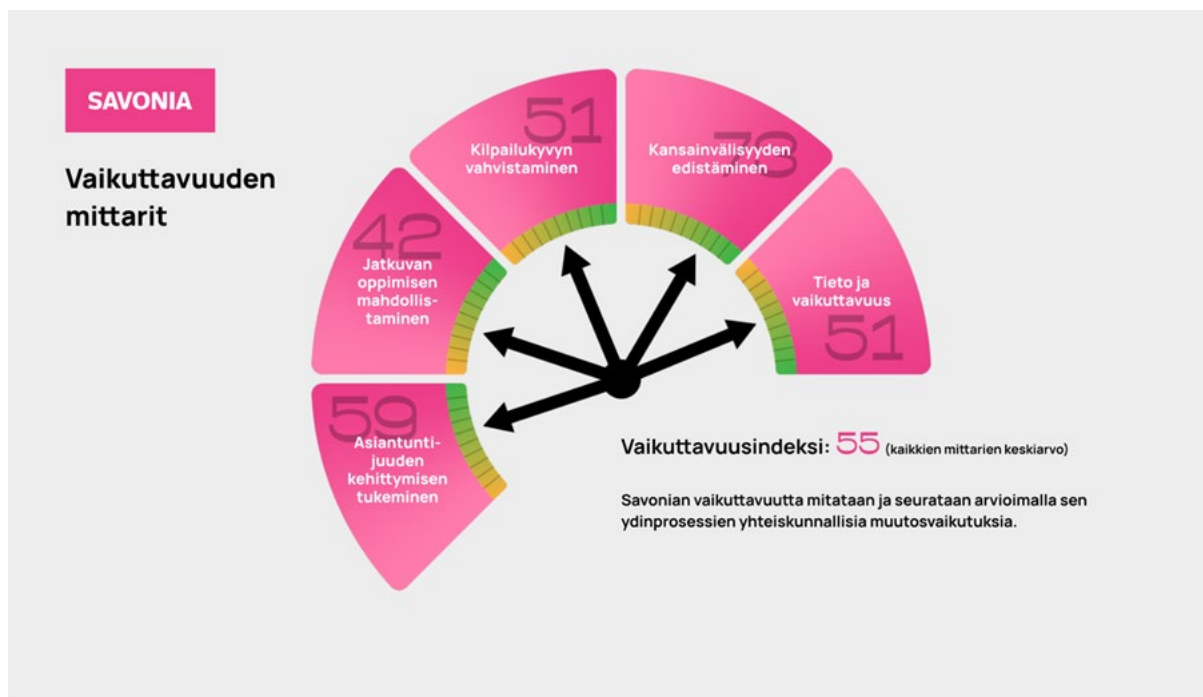 SAVONIA
Vaikuttavuuden
mittarit
59
Asiantunti-
juuden
kehittymisen
tukeminen
42
Jatkuvan
oppimisen
mahdollis-
taminen
51
Kilpailukyvyn
vahvistaminen
73
Kansainvälisyyden
edistäminen
Tieto ja
vaikuttavuus
51
Vaikuttavuusindeksi: 55 (kaikkien mittarien keskiarvo)
Savonian vaikuttavuutta mitataan ja seurataan arvioimalla sen
ydinprosessien yhteiskunnallisia muutosvaikutuksia.